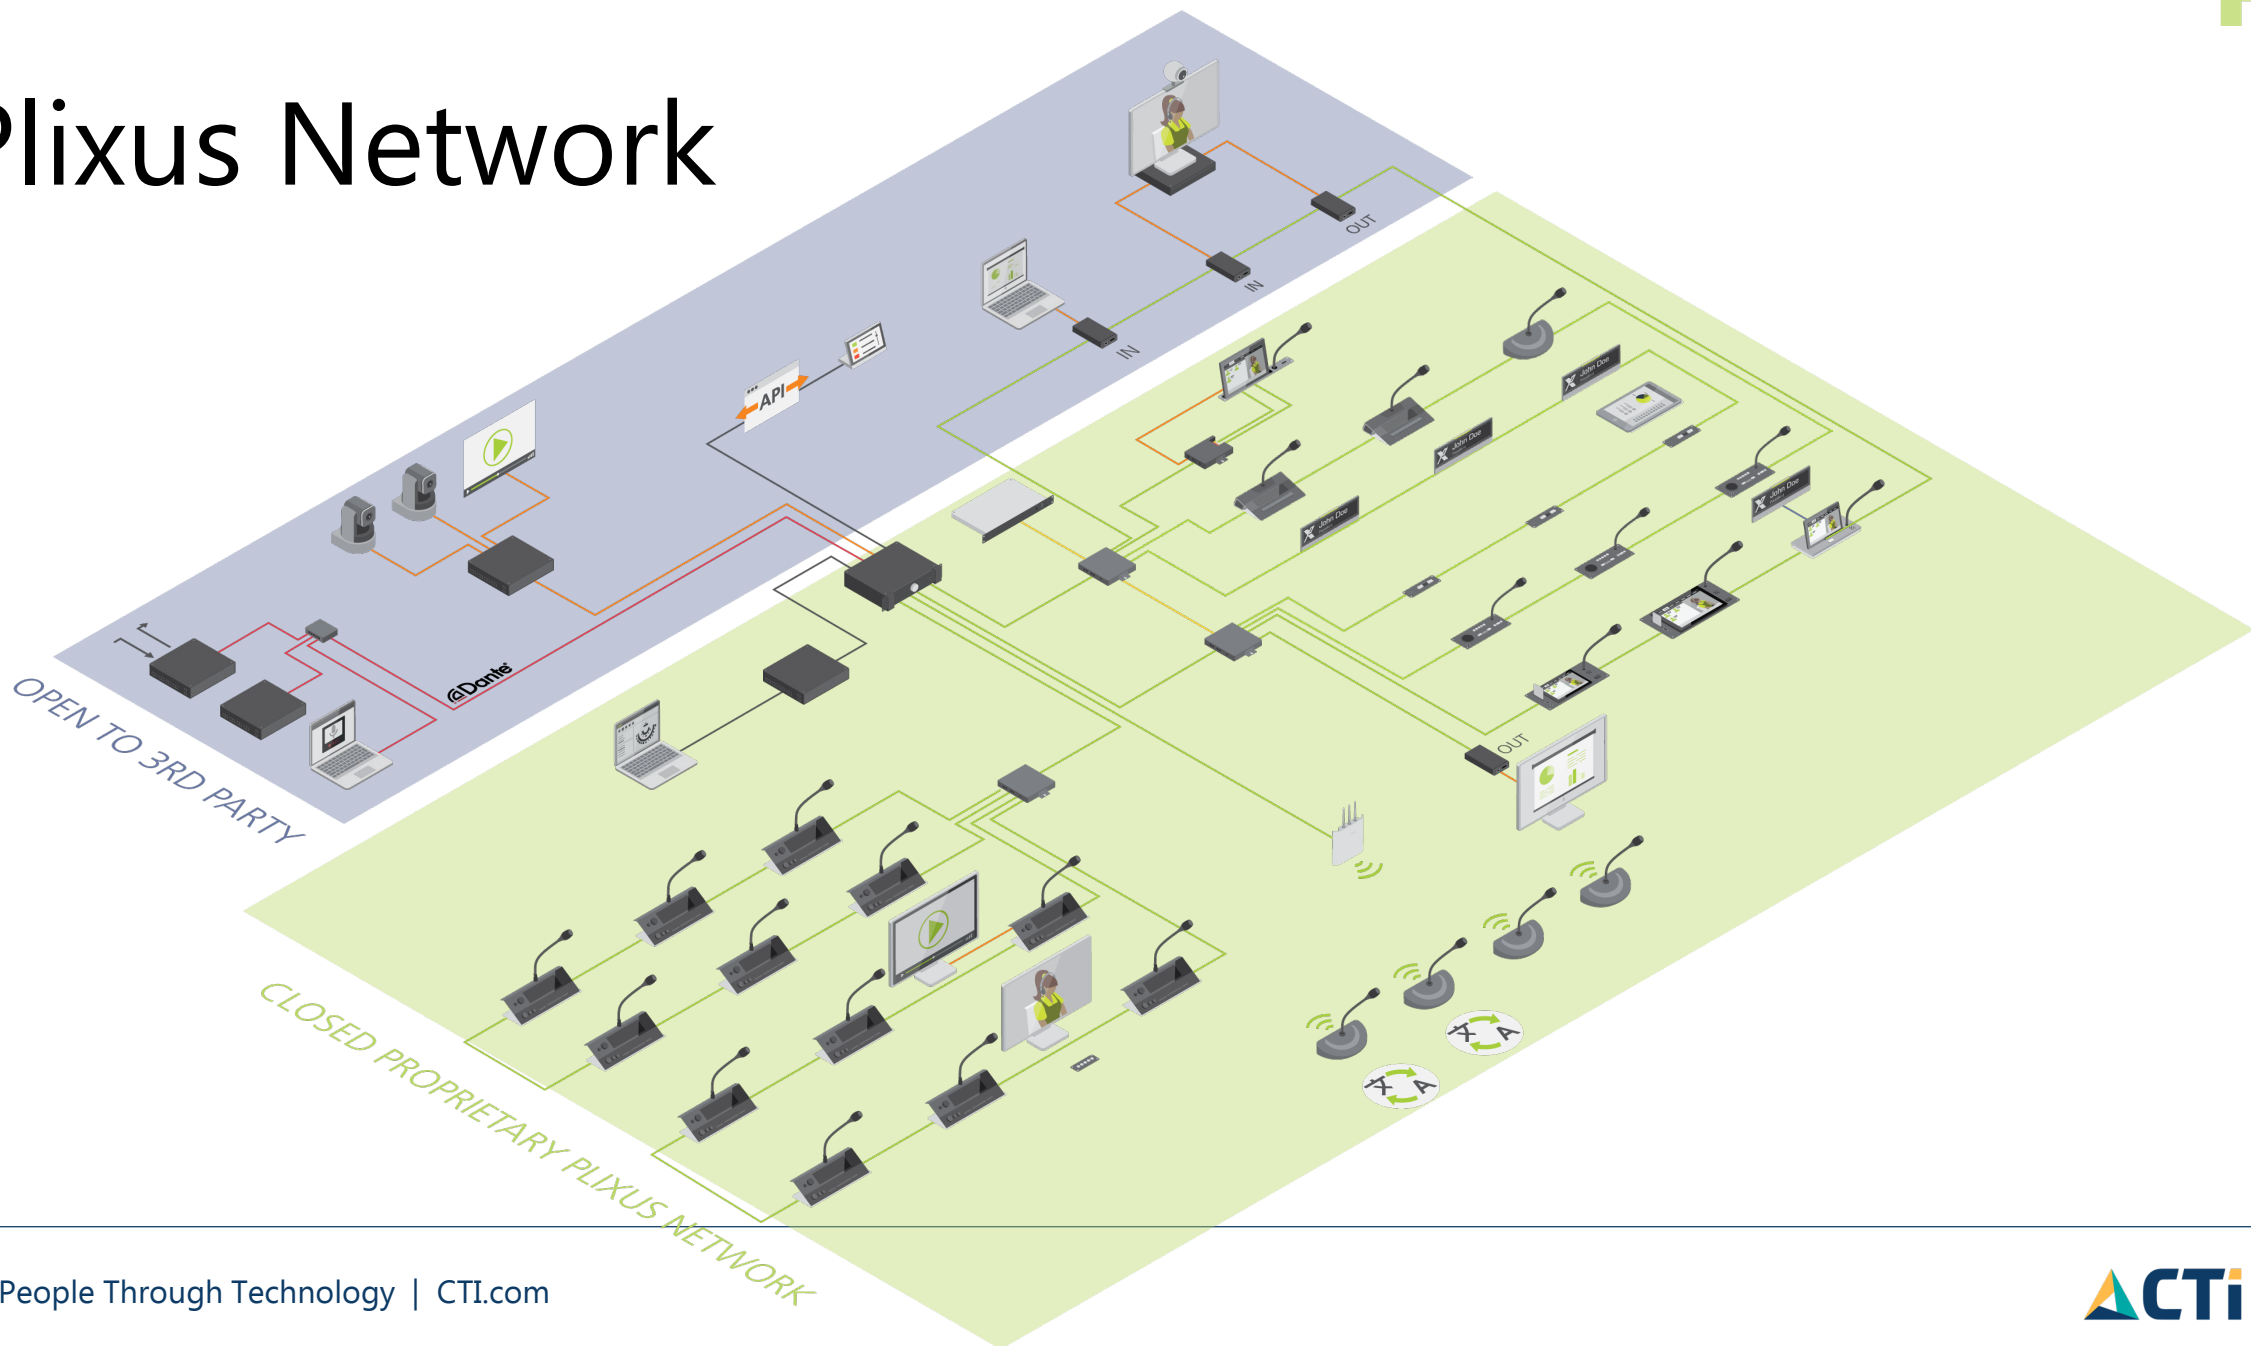 Plixus Network
OUT
IN
IN
API
John Doe
John Doe
John Doe
John Doe
Dante
OPEN TO 3RD PARTY
OUT
CLOSED PROPRIETARY PLIXUS NETWORK
People Through Technology | CTI.com
CTi